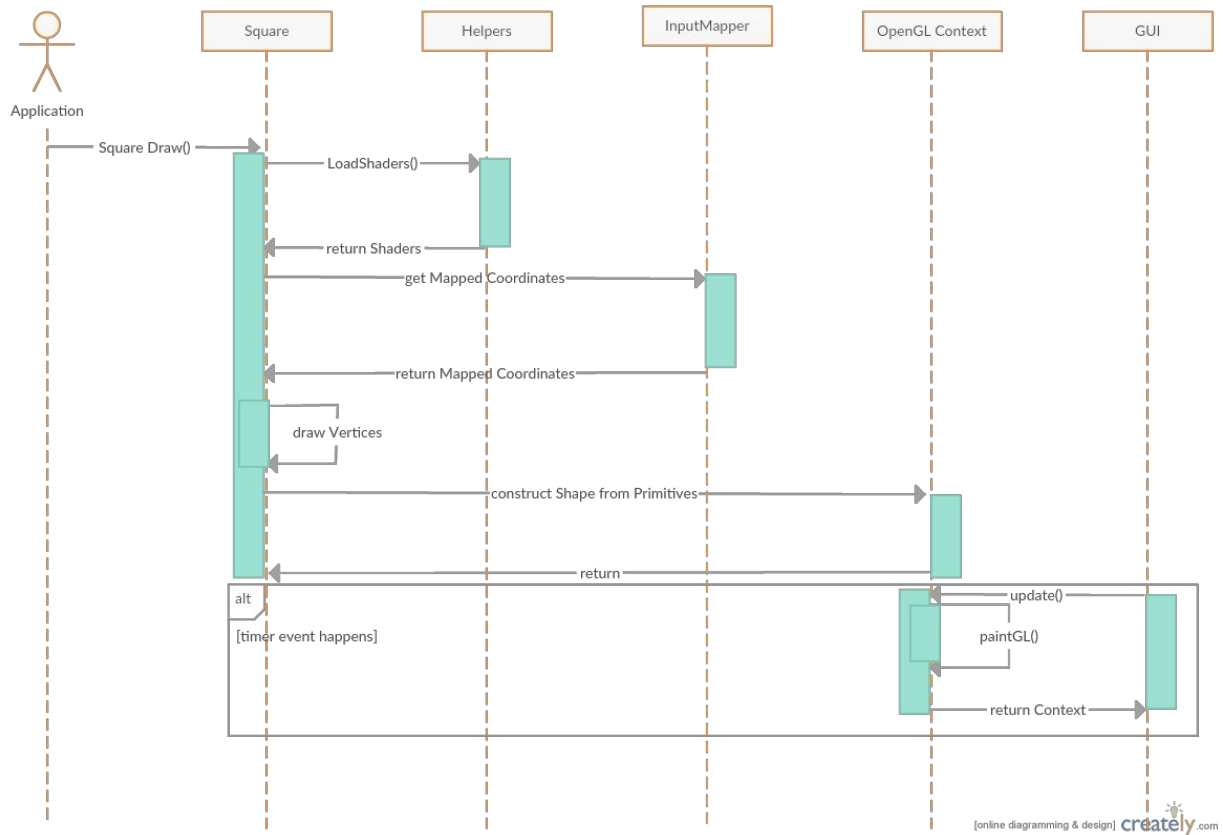 Square
Helpers
InputMapper
OpenGL Context
GUI
Application
Square Draw()
LoadShaders()
return Shaders
get Mapped Coordinates
return Mapped Coordinates
draw Vertices
construct Shape from Primitives
return
alt
update()
[timer event happens]
paintGL()
return Context
[online diagramming & design] creately.com